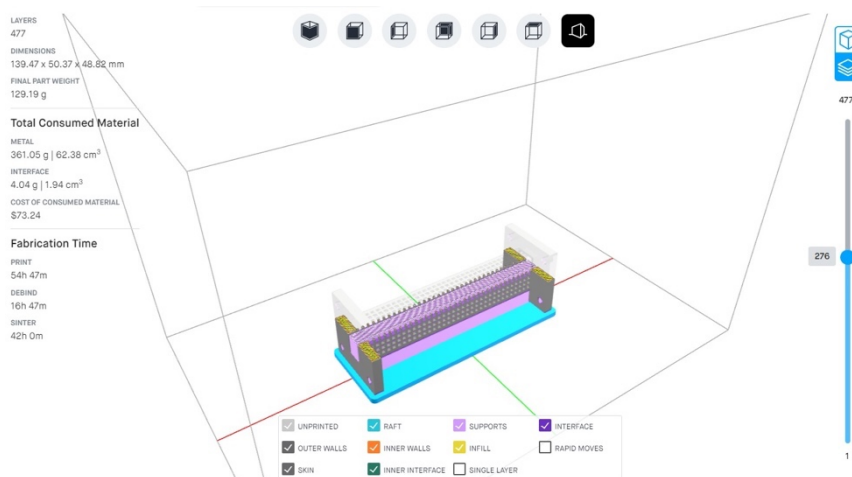 LAYERS
477
DIMENSIONS
139.47 x 50.37 x 48.82 mm
FINAL PART WEIGHT
129.19 g
Total Consumed Material
METAL
361.05 g | 62.38 cm³
INTERFACE
4.04 g | 1.94 cm³
COST OF CONSUMED MATERIAL
$73.24
Fabrication Time
PRINT
54h 47m
DEBIND
16h 47m
SINTER
42h 0m
477
276
1
UNPRINTED RAFT SUPPORTS INTERFACE
OUTER WALLS INNER WALLS INFILL RAPID MOVES
SKIN INNER INTERFACE SINGLE LAYER